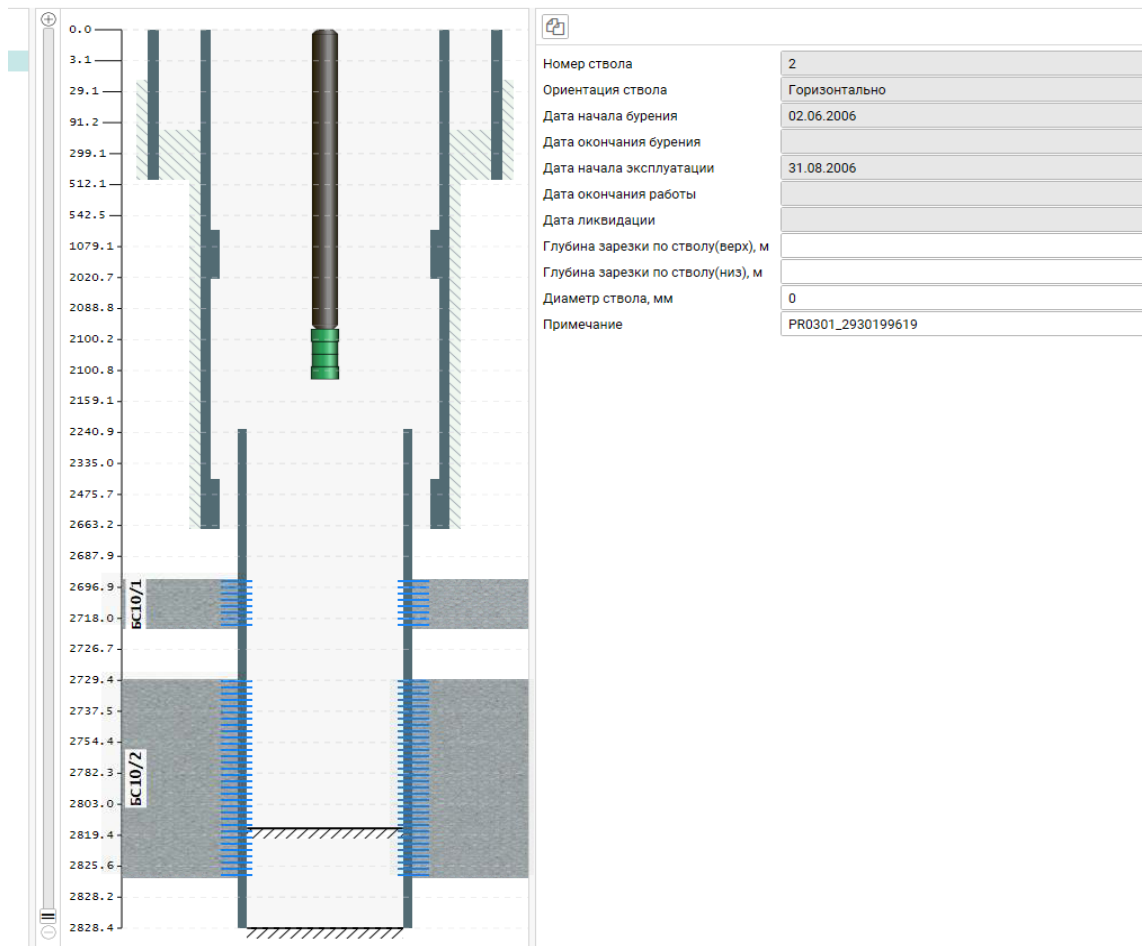 0.0
3.1
29.1
91.2
299.1
512.1
542.5
1079.1
2020.7
2088.8
2100.2
2100.8
2159.1
2240.9
2335.0
2475.7
2663.2
2687.9
2696.9
2718.0
2726.7
2729.4
2737.5
2754.4
2782.3
2803.0
2819.4
2825.6
2828.2
2828.4
БС10/1
БС10/2
Номер ствола 2
Ориентация ствола Горизонтально
Дата начала бурения 02.06.2006
Дата окончания бурения
Дата начала эксплуатации 31.08.2006
Дата окончания работы
Дата ликвидации
Глубина зарезки по стволу(верх), м
Глубина зарезки по стволу(низ), м
Диаметр ствола, мм 0
Примечание PR0301_2930199619